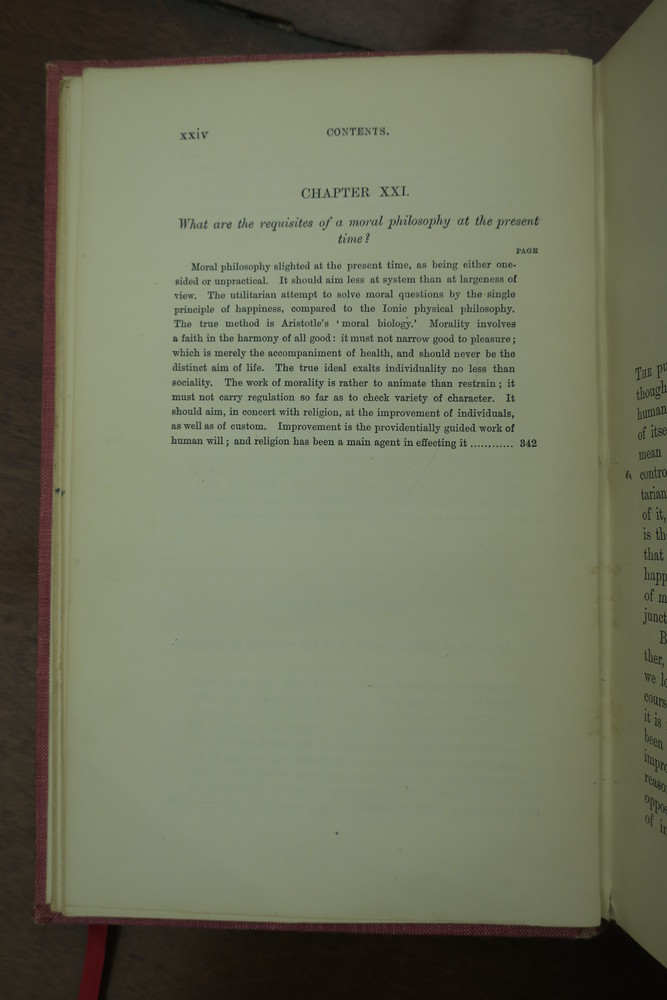 xxiv CONTENTS.
CHAPTER XXI.
What are the requisites of a moral philosophy at the present
time?
PAGE
Moral philosophy slighted at the present time, as being either one-
sided or unpractical. It should aim less at system than at largeness of
view. The utilitarian attempt to solve moral questions by the single
principle of happiness, compared to the Ionic physical philosophy.
The true method is Aristotle's 'moral biology.' Morality involves
a faith in the harmony of all good: it must not narrow good to pleasure;
which is merely the accompaniment of health, and should never be the
distinct aim of life. The true ideal exalts individuality no less than
sociality. The work of morality is rather to animate than restrain; it
must not carry regulation so far as to check variety of character. It
should aim, in concert with religion, at the improvement of individuals,
as well as of custom. Improvement is the providentially guided work of
human will; and religion has been a main agent in effecting it ............ 342
THE pu
though
human
of itse
mean
contro
tarian
of it,
is th
that
happ
of m
junct
B
ther,
we lo
cours
it is
been
impro
reaso
oppo
of in